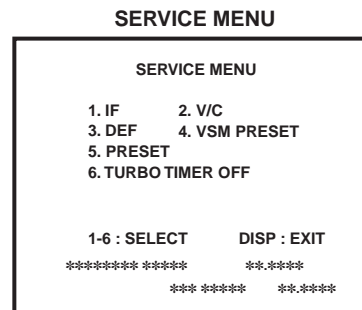 SERVICE MENU
SERVICE MENU
1. IF 2. V/C
3. DEF 4. VSM PRESET
5. PRESET
6. TURBO TIMER OFF
1-6 : SELECT DISP : EXIT
******** ***** **.****
*** ***** **.****